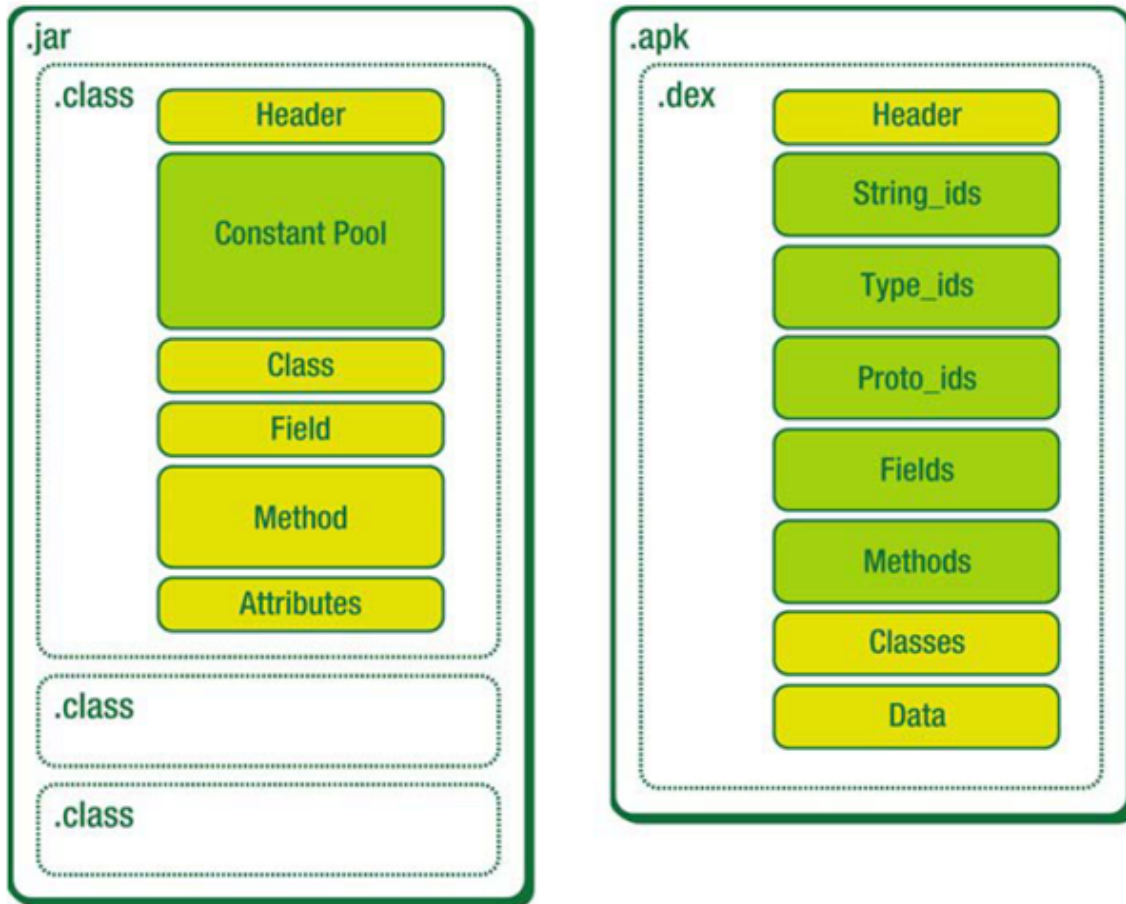 .jar
.class
Header
Constant Pool
Class
Field
Method
Attributes
.class
.class
.apk
.dex
Header
String_ids
Type_ids
Proto_ids
Fields
Methods
Classes
Data